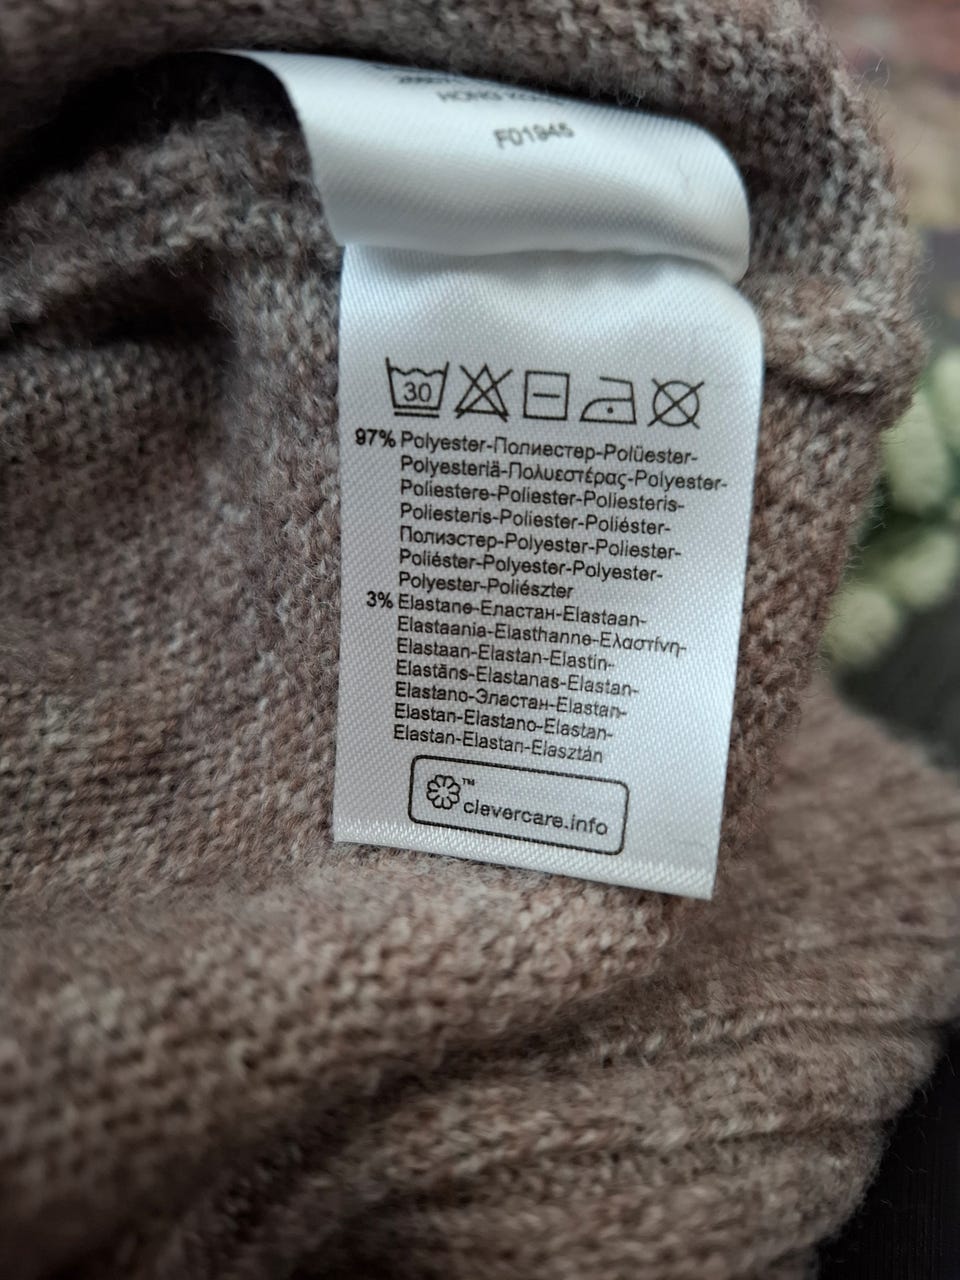 F01945
30
97% Polyester-Полиестер-Polüester-
Polyesteriä-Πολυεστέρας-Polyester-
Poliestere-Poliester-Poliesteris-
Poliesteris-Poliester-Poliéster-
Полиэстер-Polyester-Poliester-
Poliéster-Polyester-Polyester-
Polyester-Poliészter
3% Elastane-Еластан-Elastaan-
Elastaania-Elasthanne-Ελαστίνη-
Elastaan-Elastan-Elastin-
Elastāns-Elastanas-Elastan-
Elastano-Эластан-Elastan-
Elastan-Elastano-Elastan-
Elastan-Elastan-Elasztán
™
clevercare.info